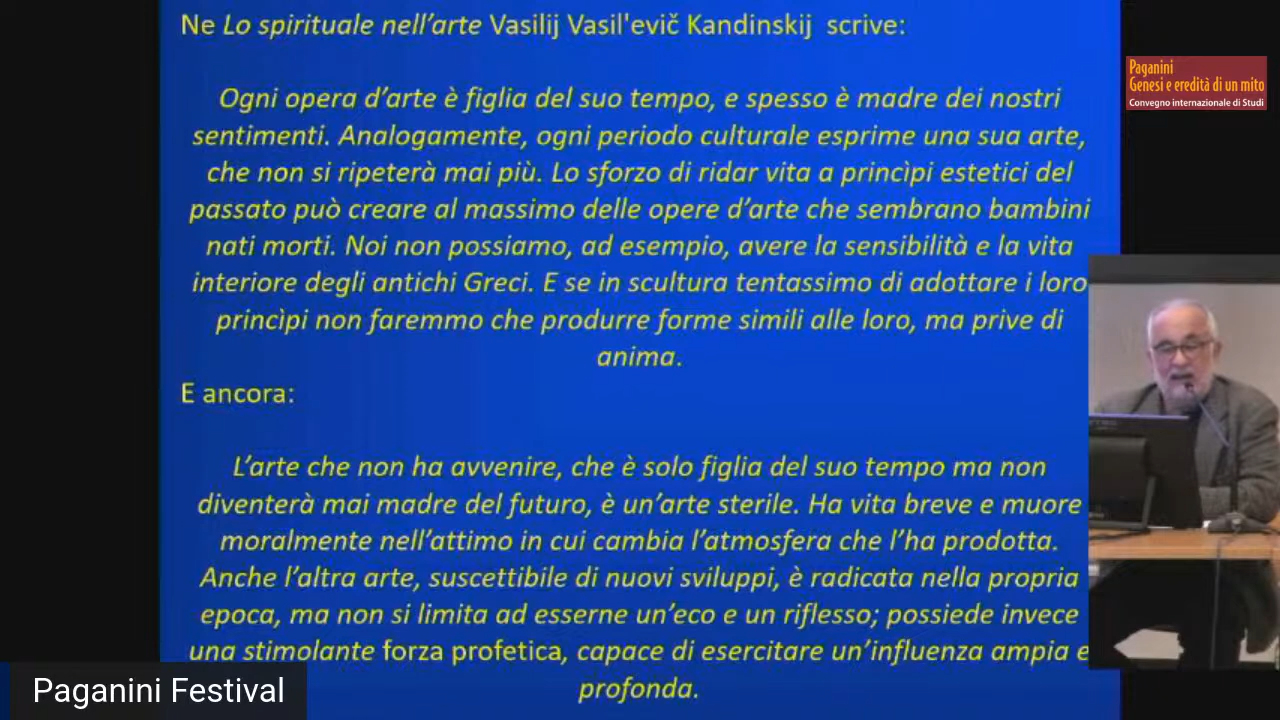 Ne Lo spirituale nell'arte Vasilij Vasil'evič Kandinskij scrive:
Ogni opera d'arte è figlia del suo tempo, e spesso è madre dei nostri
sentimenti. Analogamente, ogni periodo culturale esprime una sua arte,
che non si ripeterà mai più. Lo sforzo di ridar vita a princìpi estetici del
passato può creare al massimo delle opere d'arte che sembrano bambini
nati morti. Noi non possiamo, ad esempio, avere la sensibilità e la vita
interiore degli antichi Greci. E se in scultura tentassimo di adottare i loro
princìpi non faremmo che produrre forme simili alle loro, ma prive di
anima.
E ancora:
L'arte che non ha avvenire, che è solo figlia del suo tempo ma non
diventerà mai madre del futuro, è un'arte sterile. Ha vita breve e muore
moralmente nell'attimo in cui cambia l'atmosfera che l'ha prodotta.
Anche l'altra arte, suscettibile di nuovi sviluppi, è radicata nella propria
epoca, ma non si limita ad esserne un'eco e un riflesso; possiede invece
una stimolante forza profetica, capace di esercitare un'influenza ampia e
profonda.
Paganini
Genesi e eredità di un mito
Convegno internazionale di Studi
Paganini Festival